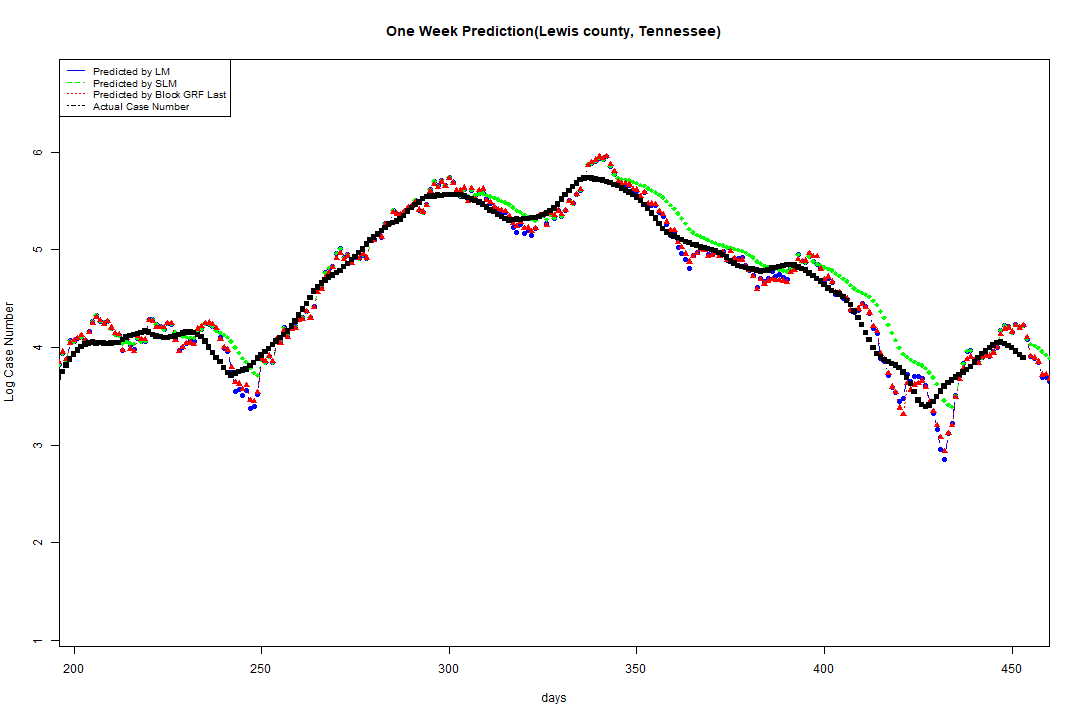 One Week Prediction(Lewis county, Tennessee)
Predicted by LM
Predicted by SLM
Predicted by Block GRF Last
Actual Case Number
Log Case Number
6
5
4
3
2
1
200 250 300 350 400 450
days